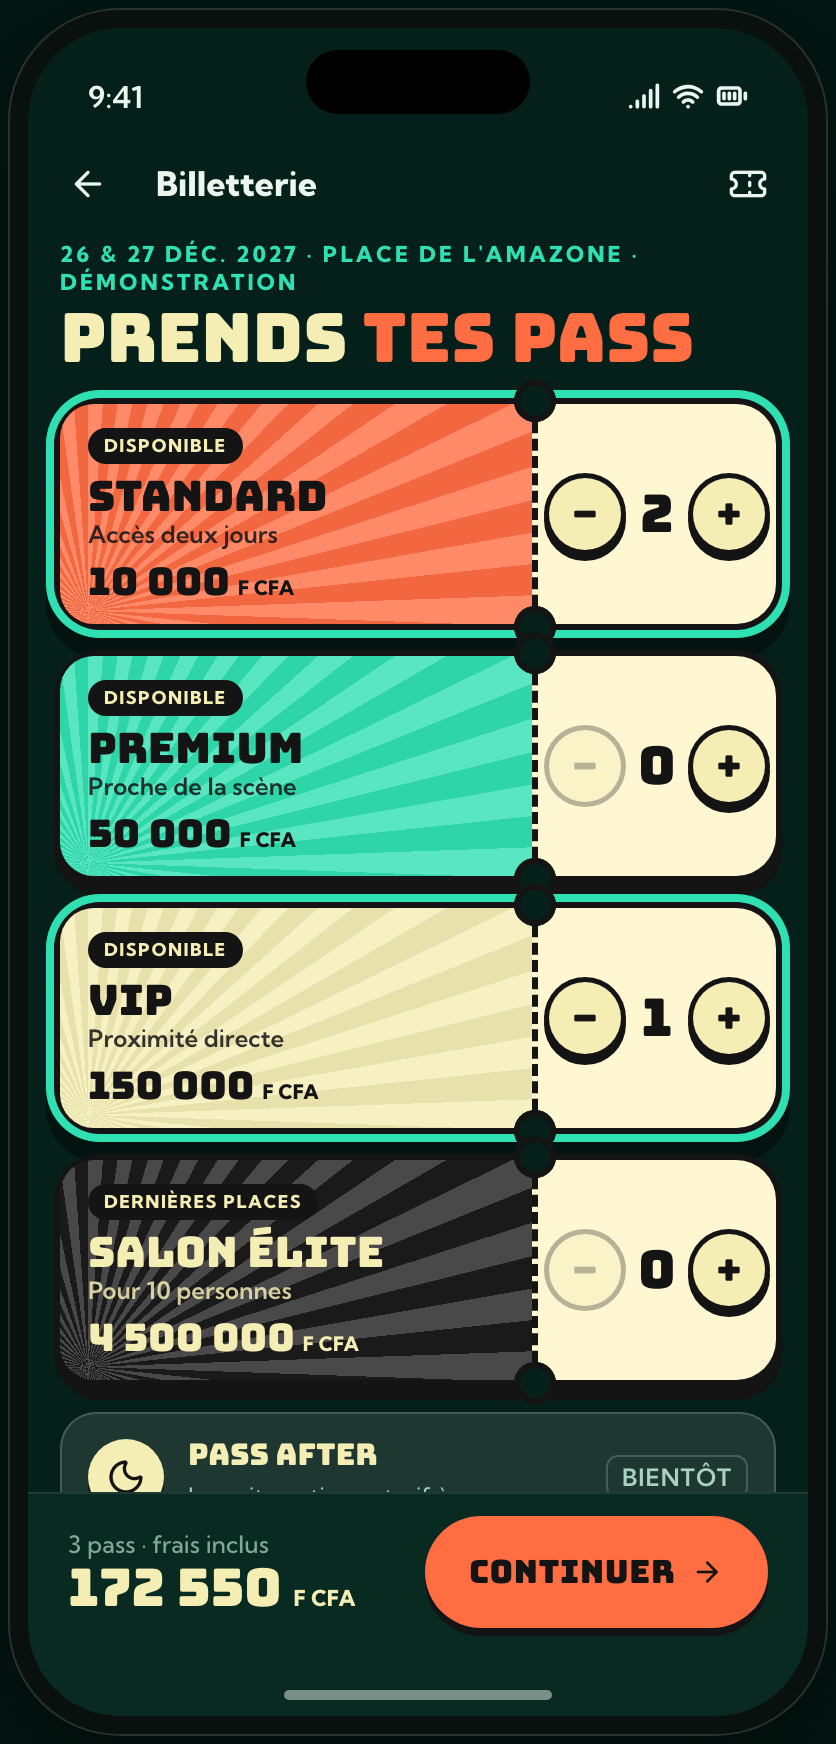 9:41
Billetterie
26 & 27 DÉC. 2027 · PLACE DE L'AMAZONE ·
DÉMONSTRATION
PRENDS TES PASS
DISPONIBLE
STANDARD
Accès deux jours
10 000 F CFA
− 2 +
DISPONIBLE
PREMIUM
Proche de la scène
50 000 F CFA
− 0 +
DISPONIBLE
VIP
Proximité directe
150 000 F CFA
− 1 +
DERNIÈRES PLACES
SALON ÉLITE
Pour 10 personnes
4 500 000 F CFA
− 0 +
PASS AFTER
BIENTÔT
3 pass · frais inclus
172 550 F CFA
CONTINUER →